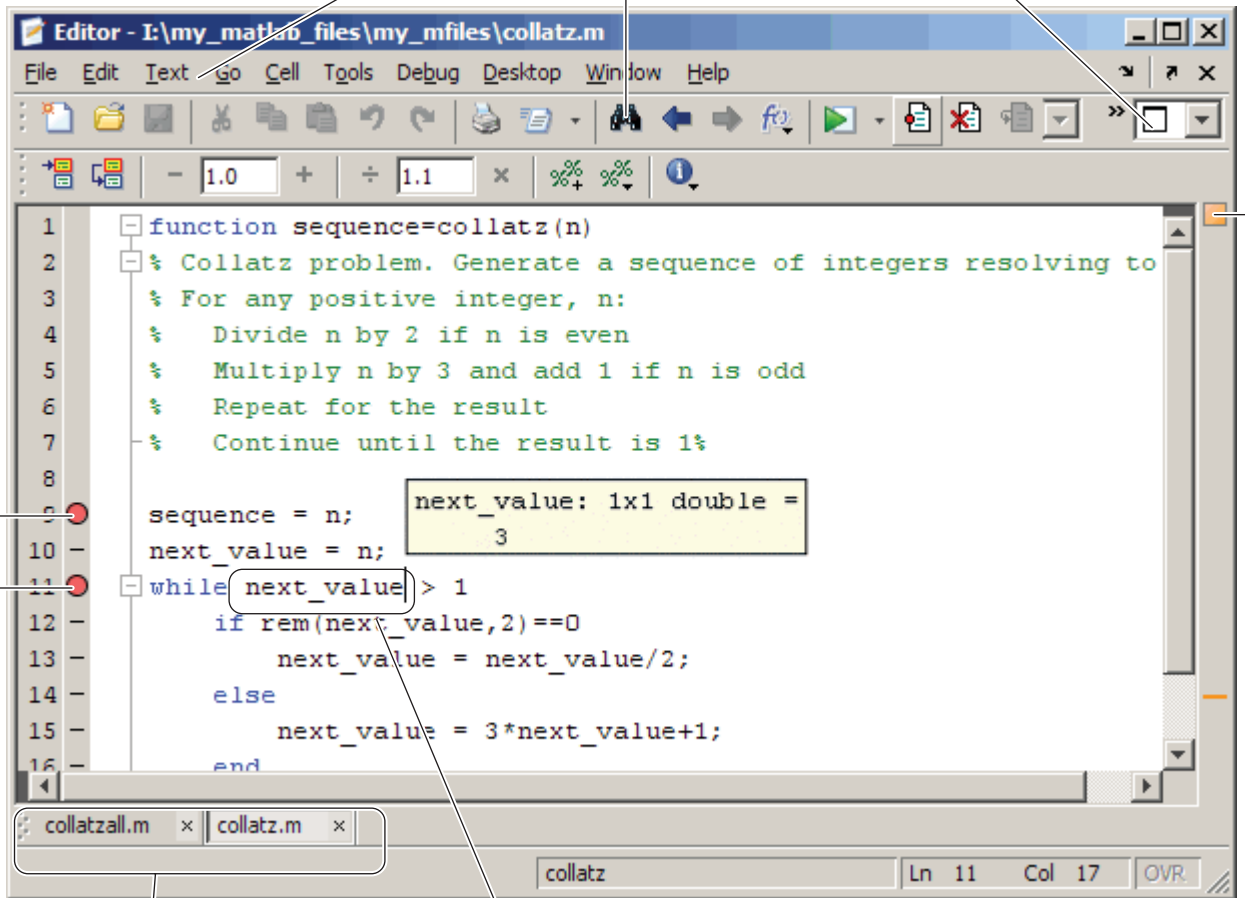 Editor - I:\my_matlab_files\my_mfiles\collatz.m
File Edit Text Go Cell Tools Debug Desktop Window Help
- 1.0 + ÷ 1.1 ×
1 function sequence=collatz(n)
2 % Collatz problem. Generate a sequence of integers resolving to
3 % For any positive integer, n:
4 %   Divide n by 2 if n is even
5 %   Multiply n by 3 and add 1 if n is odd
6 %   Repeat for the result
7 %   Continue until the result is 1%
8
next_value: 1x1 double =
3
9 sequence = n;
10 - next_value = n;
11 while next_value > 1
12 - if rem(next_value,2)==0
13 - next_value = next_value/2;
14 - else
15 - next_value = 3*next_value+1;
16 - end
collatzall.m × collatz.m ×
collatz Ln 11 Col 17 OVR